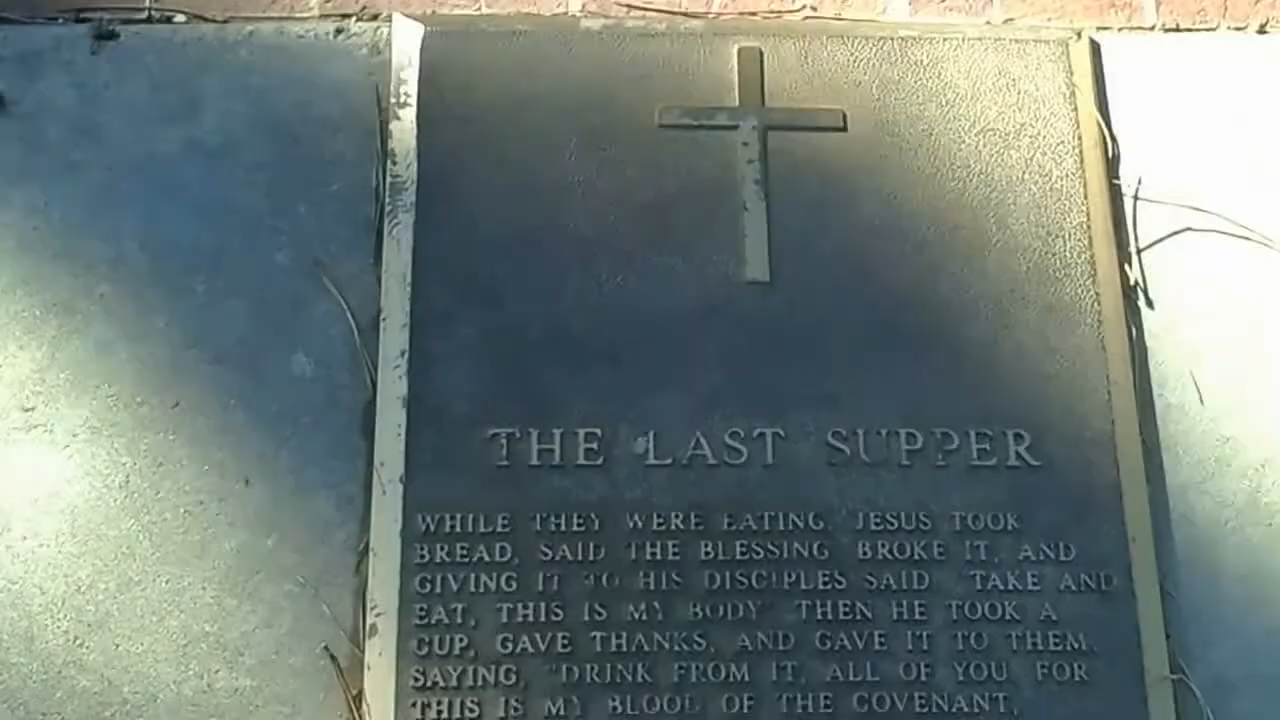 THE LAST SUPPER
WHILE THEY WERE EATING, JESUS TOOK
BREAD, SAID THE BLESSING BROKE IT, AND
GIVING IT TO HIS DISCIPLES SAID "TAKE AND
EAT, THIS IS MY BODY" THEN HE TOOK A
CUP, GAVE THANKS, AND GAVE IT TO THEM,
SAYING, "DRINK FROM IT, ALL OF YOU, FOR
THIS IS MY BLOOD OF THE COVENANT,